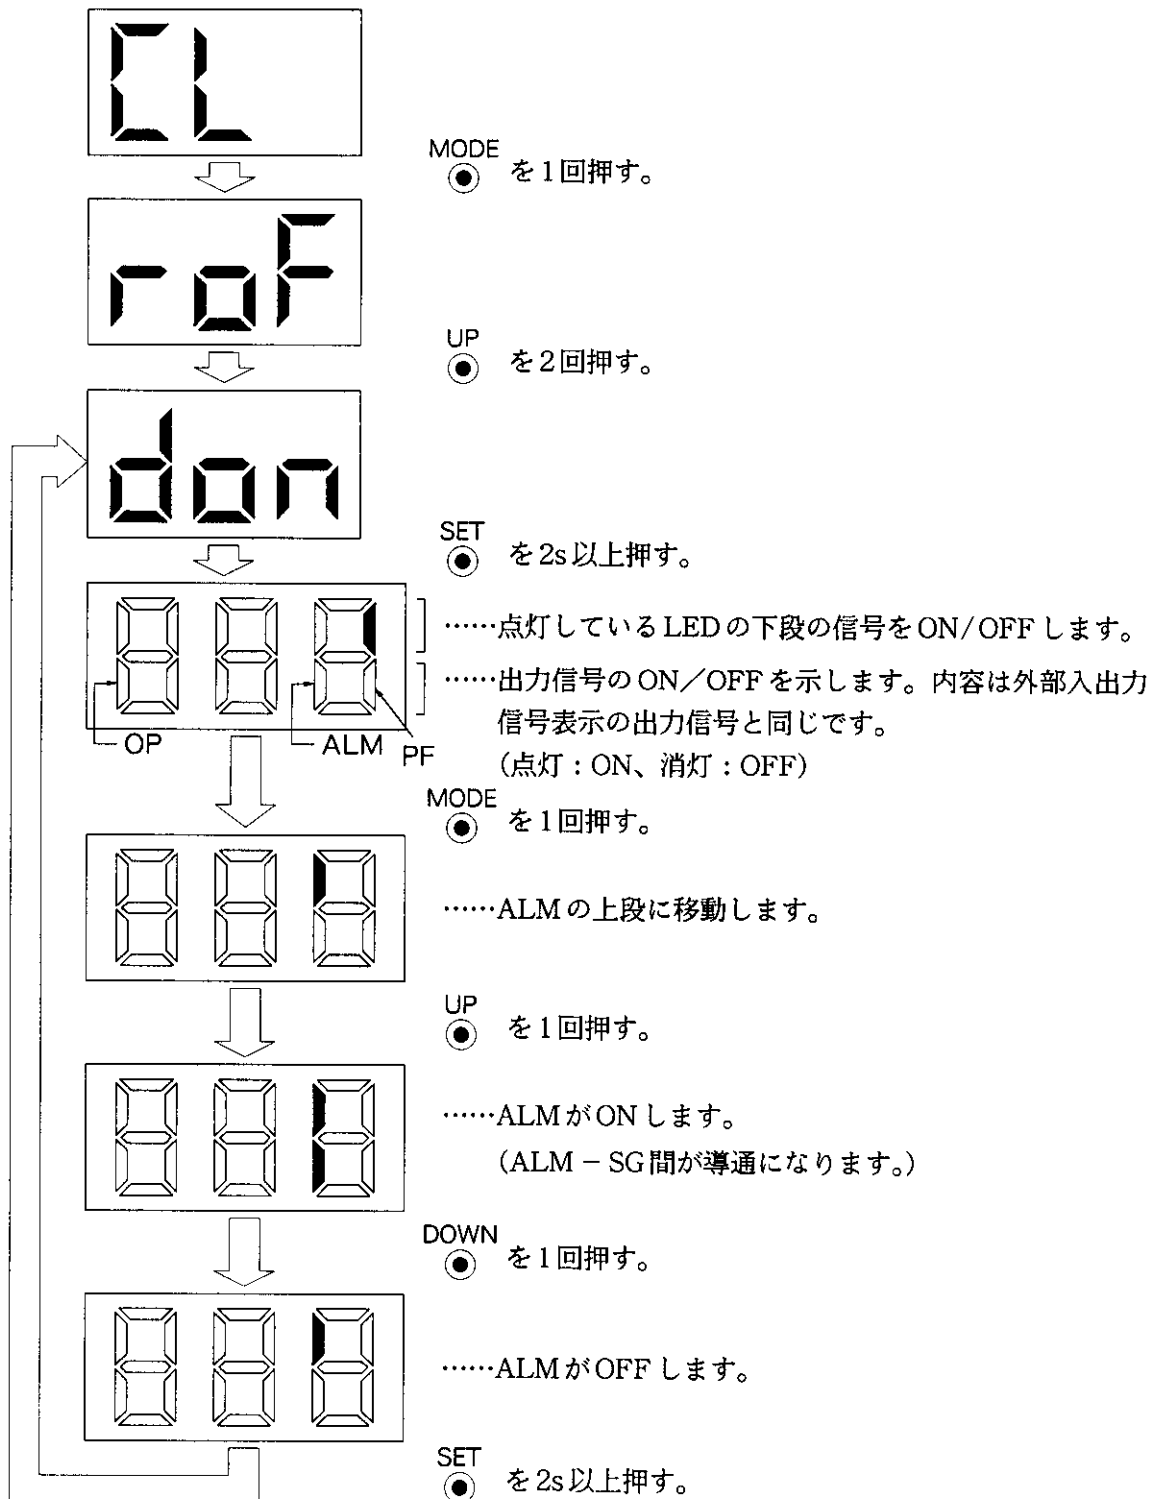 CL
MODE
を1回押す。
roF
UP
を2回押す。
don
SET
を2s以上押す。
……点灯しているLEDの下段の信号をON/OFFします。
……出力信号のON／OFFを示します。内容は外部入出力
信号表示の出力信号と同じです。
（点灯：ON、消灯：OFF）
OP
ALM
PF
MODE
を1回押す。
……ALMの上段に移動します。
UP
を1回押す。
……ALMがONします。
（ALM－SG間が導通になります。）
DOWN
を1回押す。
……ALMがOFFします。
SET
を2s以上押す。